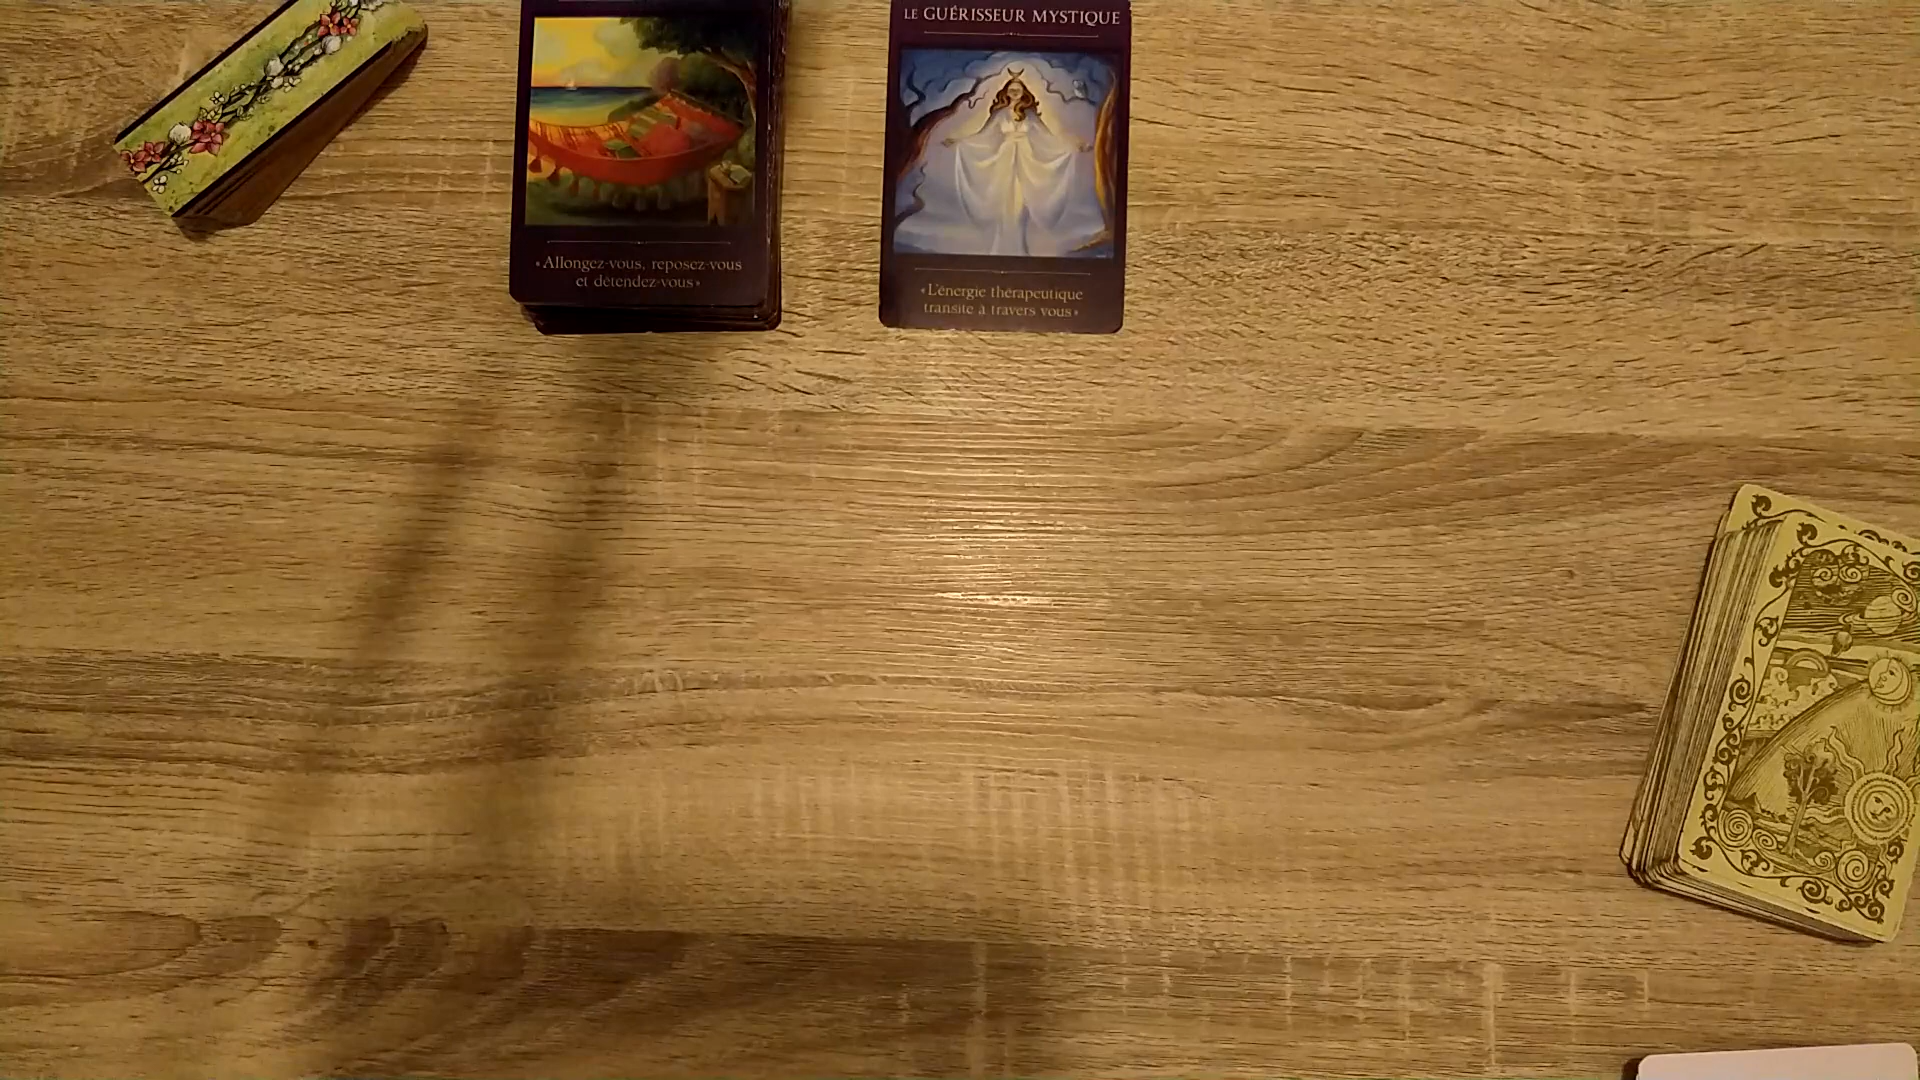 « Allongez-vous, reposez-vous
et détendez-vous »
LE GUÉRISSEUR MYSTIQUE
« L'énergie thérapeutique
transite à travers vous »